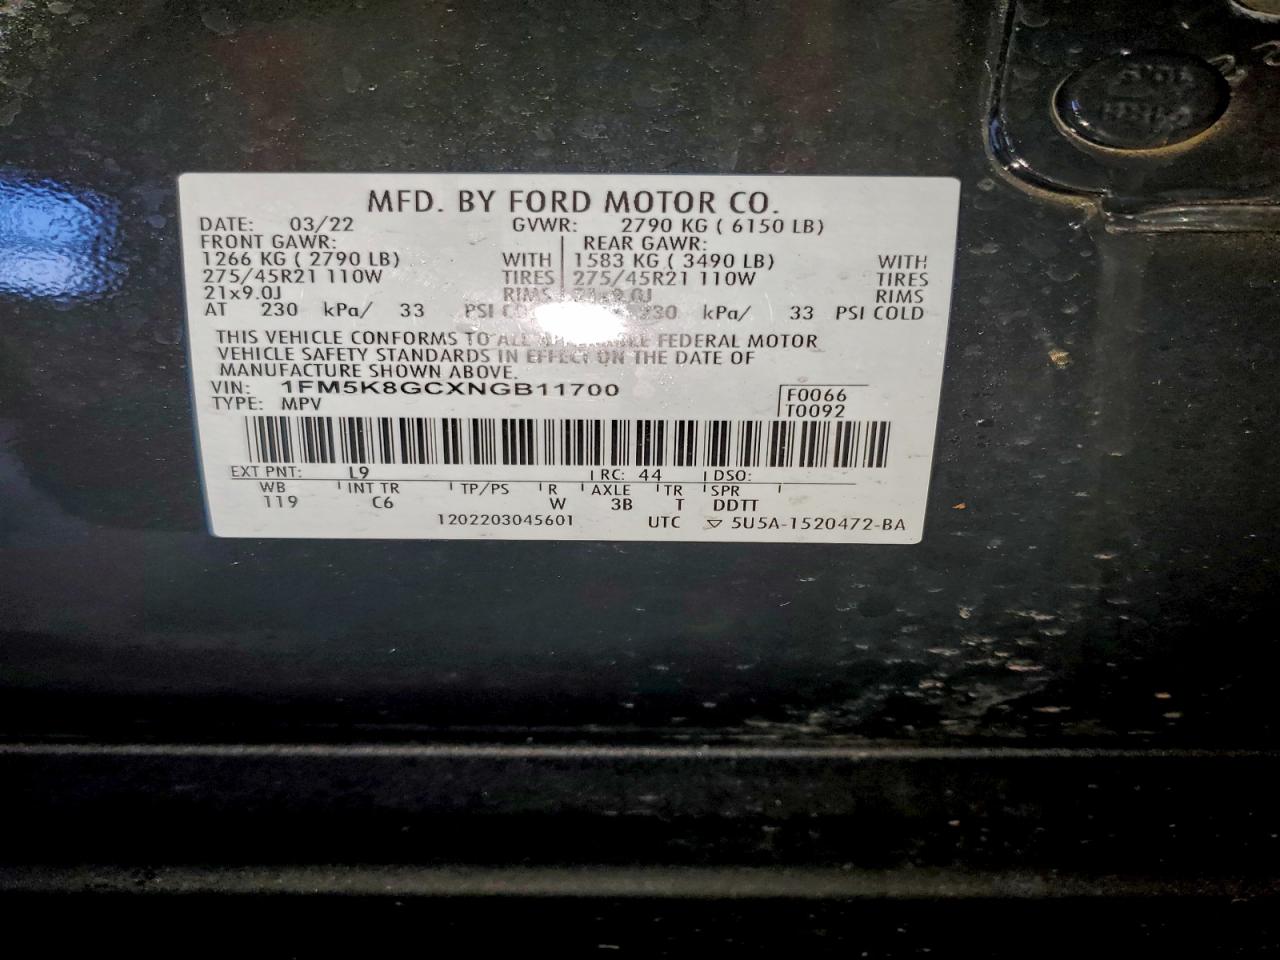 MFD. BY FORD MOTOR CO.
DATE: 03/22 GVWR: 2790 KG ( 6150 LB)
FRONT GAWR: REAR GAWR:
1266 KG ( 2790 LB) WITH 1583 KG ( 3490 LB) WITH
275/45R21 110W TIRES 275/45R21 110W TIRES
21x9.0J RIMS 21x9.0J RIMS
AT 230 kPa/ 33 PSI 230 kPa/ 33 PSI COLD
THIS VEHICLE CONFORMS TO ALL FEDERAL MOTOR
VEHICLE SAFETY STANDARDS IN EFFECT ON THE DATE OF
MANUFACTURE SHOWN ABOVE.
VIN: 1FM5K8GCXNGB11700
TYPE: MPV
F0066
T0092
EXT PNT: L9 RC: 44 DSO:
WB INT TR TP/PS R AXLE TR SPR
119 C6 W 3B T DDTT
1202203045601 UTC ▽ 5U5A-1520472-BA